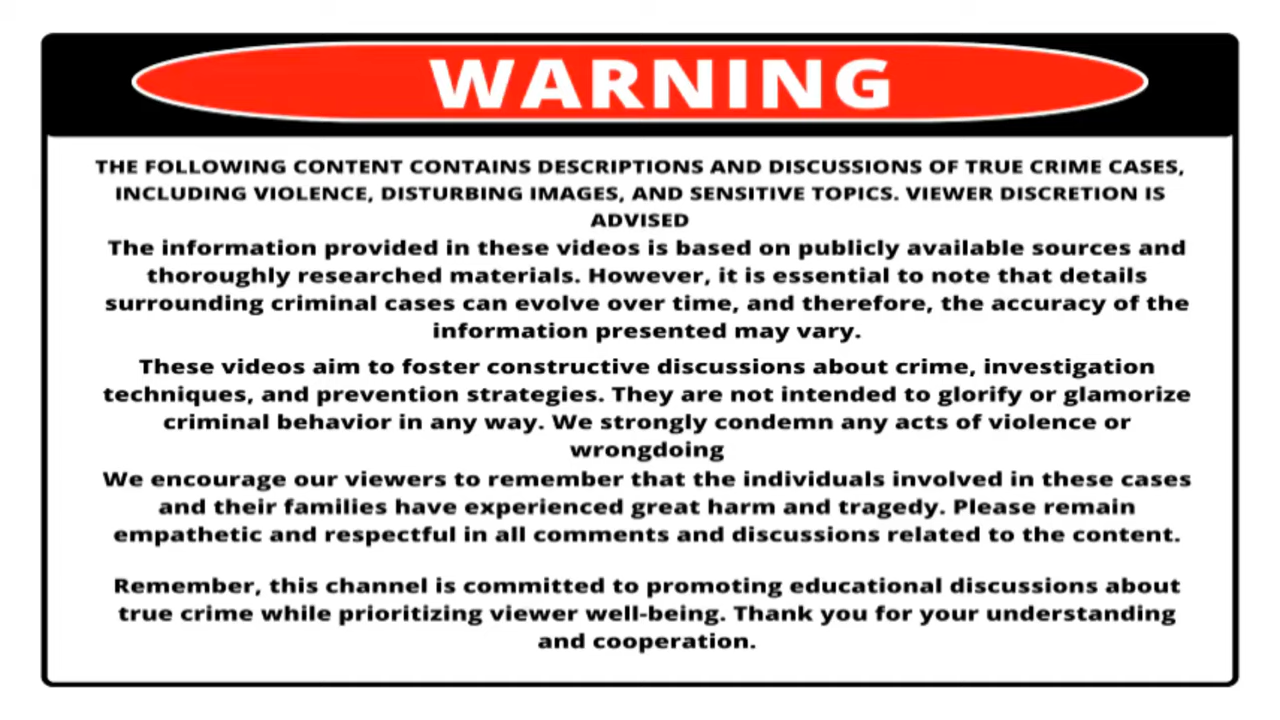 WARNING
THE FOLLOWING CONTENT CONTAINS DESCRIPTIONS AND DISCUSSIONS OF TRUE CRIME CASES,
INCLUDING VIOLENCE, DISTURBING IMAGES, AND SENSITIVE TOPICS. VIEWER DISCRETION IS
ADVISED
The information provided in these videos is based on publicly available sources and
thoroughly researched materials. However, it is essential to note that details
surrounding criminal cases can evolve over time, and therefore, the accuracy of the
information presented may vary.
These videos aim to foster constructive discussions about crime, investigation
techniques, and prevention strategies. They are not intended to glorify or glamorize
criminal behavior in any way. We strongly condemn any acts of violence or
wrongdoing
We encourage our viewers to remember that the individuals involved in these cases
and their families have experienced great harm and tragedy. Please remain
empathetic and respectful in all comments and discussions related to the content.
Remember, this channel is committed to promoting educational discussions about
true crime while prioritizing viewer well-being. Thank you for your understanding
and cooperation.